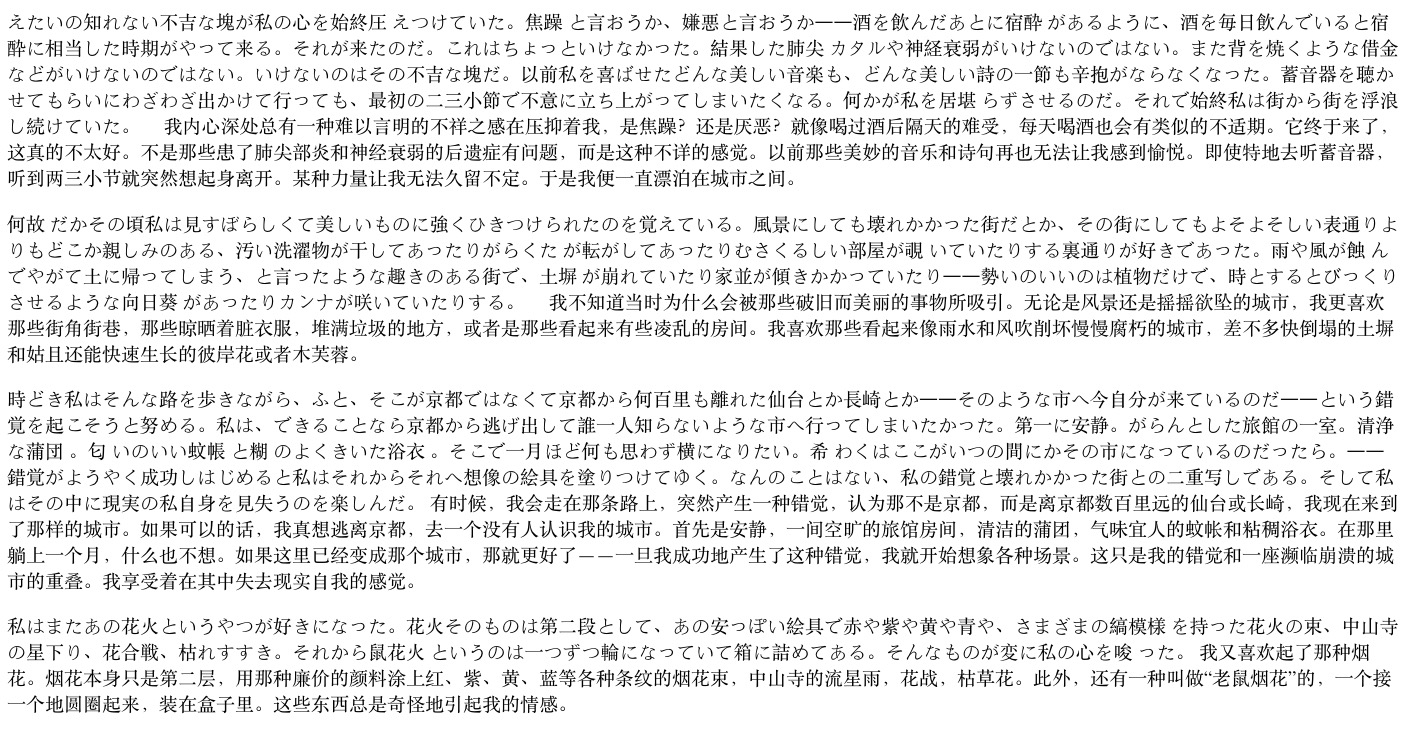 えたいの知れない不吉な塊が私の心を始終圧 えつけていた。焦躁 と言おうか、嫌悪と言おうか——酒を飲んだあとに宿酔 があるように、酒を毎日飲んでいると宿
酔に相当した時期がやって来る。それが来たのだ。これはちょっといけなかった。結果した肺尖 カタルや神経衰弱がいけないのではない。また背を焼くような借金
などがいけないのではない。いけないのはその不吉な塊だ。以前私を喜ばせたどんな美しい音楽も、どんな美しい詩の一節も辛抱がならなくなった。蓄音器を聴か
せてもらいにわざわざ出かけて行っても、最初の二三小節で不意に立ち上がってしまいたくなる。何かが私を居堪 らずさせるのだ。それで始終私は街から街を浮浪
し続けていた。 我内心深处总有一种难以言明的不祥之感在压抑着我，是焦躁？还是厌恶？就像喝过酒后隔天的难受，每天喝酒也会有类似的不适期。它终于来了，
这真的不太好。不是那些患了肺尖部炎和神经衰弱的后遗症有问题，而是这种不详的感觉。以前那些美妙的音乐和诗句再也无法让我感到愉悦。即使特地去听蓄音器，
听到两三小节就突然想起身离开。某种力量让我无法久留不定。于是我便一直漂泊在城市之间。
何故 だかその頃私は見すぼらしくて美しいものに強くひきつけられたのを覚えている。風景にしても壊れかかった街だとか、その街にしてもよそよそしい表通りよ
りもどこか親しみのある、汚い洗濯物が干してあったりがらくた が転がしてあったりむさくるしい部屋が覗 いていたりする裏通りが好きであった。雨や風が蝕 ん
でやがて土に帰ってしまう、と言ったような趣きのある街で、土塀 が崩れていたり家並が傾きかかっていたり——勢いのいいのは植物だけで、時とするとびっくり
させるような向日葵 があったりカンナが咲いていたりする。 我不知道当时为什么会被那些破旧而美丽的事物所吸引。无论是风景还是摇摇欲坠的城市，我更喜欢
那些街角街巷，那些晾晒着脏衣服，堆满垃圾的地方，或者是那些看起来有些凌乱的房间。我喜欢那些看起来像雨水和风吹削坏慢慢腐朽的城市，差不多快倒塌的土塀
和姑且还能快速生长的彼岸花或者木芙蓉。
時どき私はそんな路を歩きながら、ふと、そこが京都ではなくて京都から何百里も離れた仙台とか長崎とか——そのような市へ今自分が来ているのだ——という錯
覚を起こそうと努める。私は、できることなら京都から逃げ出して誰一人知らないような市へ行ってしまいたかった。第一に安静。がらんとした旅館の一室。清浄
な蒲団 。匂 いのいい蚊帳 と糊 のよくきいた浴衣 。そこで一月ほど何も思わず横になりたい。希 わくはここがいつの間にかその市になっているのだったら。——
錯覚がようやく成功しはじめると私はそれからそれへ想像の絵具を塗りつけてゆく。なんのことはない、私の錯覚と壊れかかった街との二重写しである。そして私
はその中に現実の私自身を見失うのを楽しんだ。 有时候，我会走在那条路上，突然产生一种错觉，认为那不是京都，而是离京都数百里远的仙台或长崎，我现在来到
了那样的城市。如果可以的话，我真想逃离京都，去一个没有人认识我的城市。首先是安静，一间空旷的旅馆房间，清洁的蒲团，气味宜人的蚊帐和粘稠浴衣。在那里
躺上一个月，什么也不想。如果这里已经变成那个城市，那就更好了——一旦我成功地产生了这种错觉，我就开始想象各种场景。这只是我的错觉和一座濒临崩溃的城
市的重叠。我享受着在其中失去现实自我的感觉。
私はまたあの花火というやつが好きになった。花火そのものは第二段として、あの安っぽい絵具で赤や紫や黄や青や、さまざまの縞模様 を持った花火の束、中山寺
の星下り、花合戦、枯れすすき。それから鼠花火 というのは一つずつ輪になっていて箱に詰めてある。そんなものが変に私の心を唆 った。 我又喜欢起了那种烟
花。烟花本身只是第二层，用那种廉价的颜料涂上红、紫、黄、蓝等各种条纹的烟花束，中山寺的流星雨，花战，枯草花。此外，还有一种叫做“老鼠烟花”的，一个接
一个地圆圈起来，装在盒子里。这些东西总是奇怪地引起我的情感。